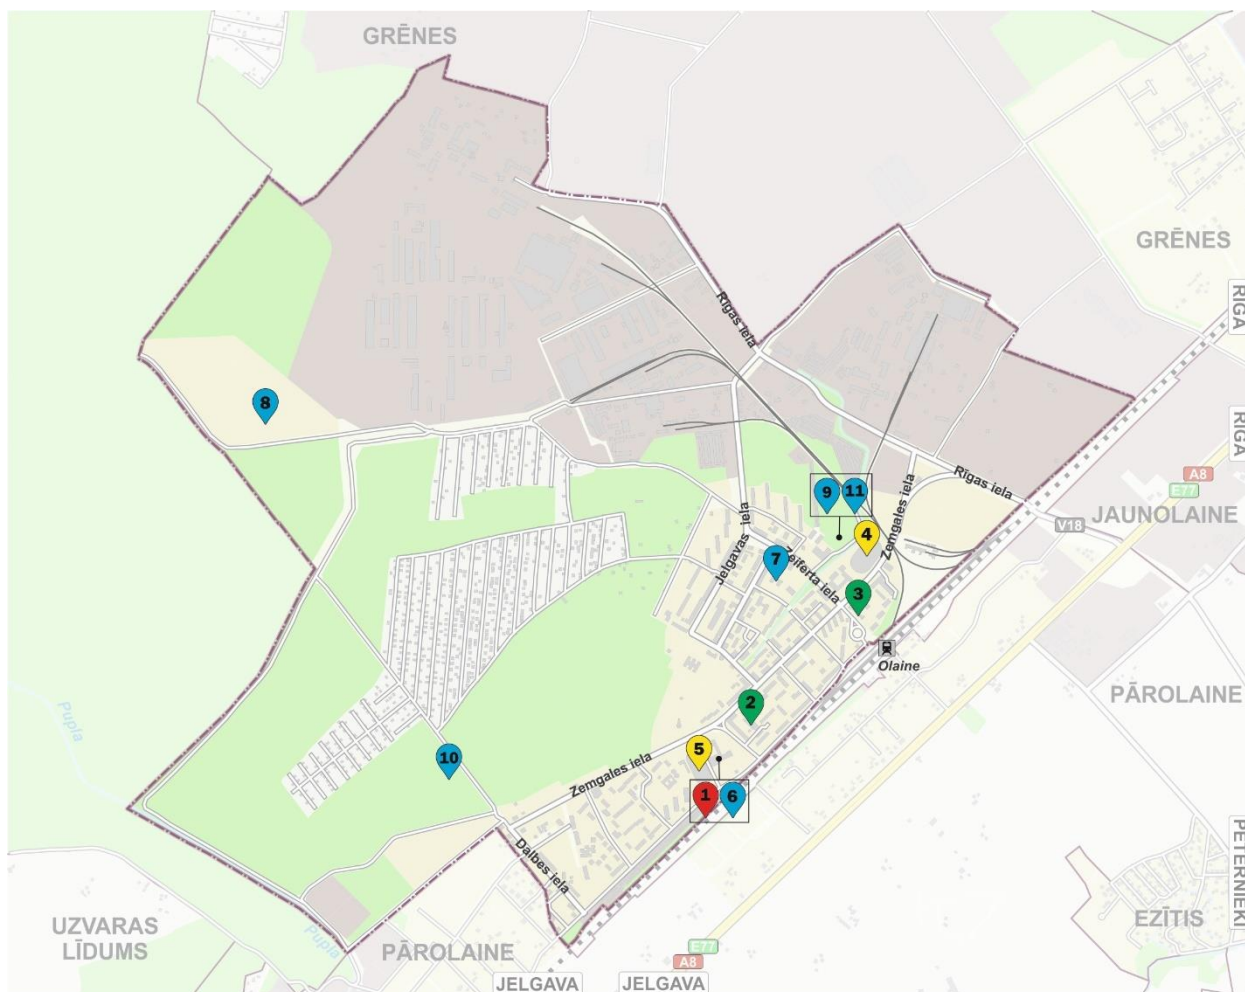 GRĒNES
GRĒNES
RĪGA
Rīgas iela
8
RĪGA
A8
E77
Rīgas iela
9
11
Zemgales iela
JAUNOLAINE
V18
Jelgavas iela
4
7
Zeiferta iela
3
Olaine
PĀROLAINE
2
Pupla
5
10
Zemgales iela
1
6
PĒTERNIEKI
Dalbes iela
UZVARAS
LĪDUMS
Pupla
PĀROLAINE
EZĪTIS
E77
A8
JELGAVA
JELGAVA